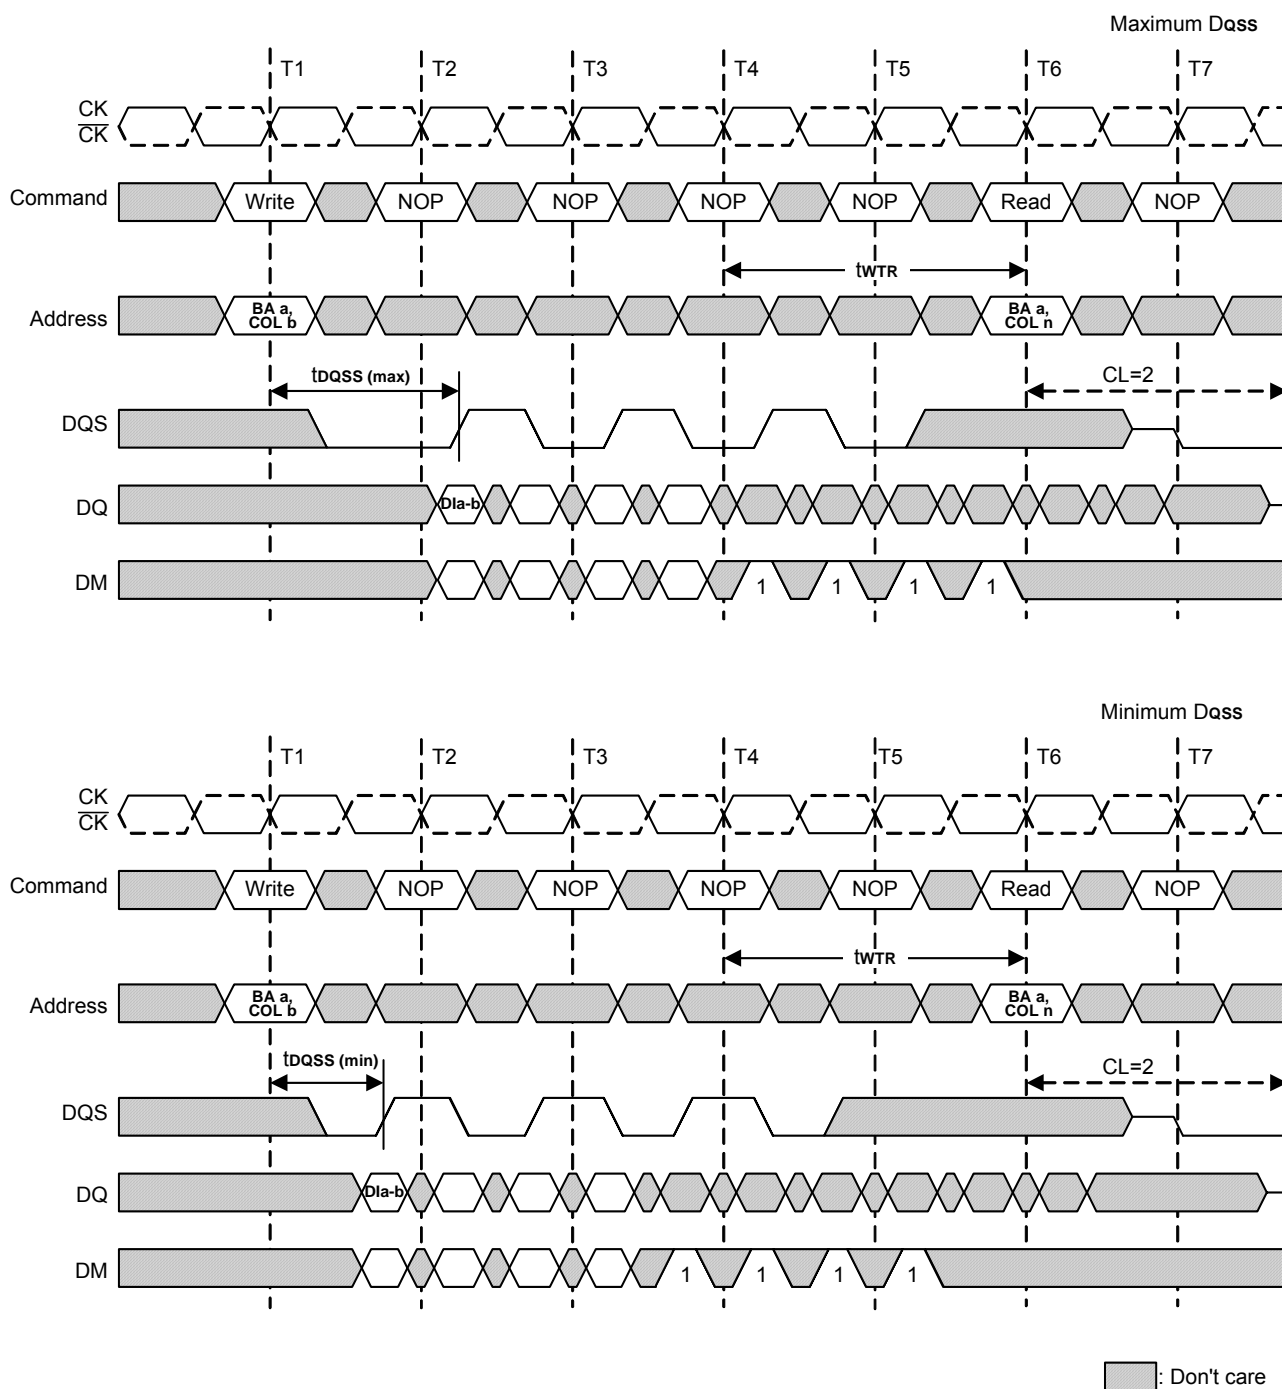 Maximum DQSS
T1 T2 T3 T4 T5 T6 T7
CK
CK
Command Write NOP NOP NOP NOP Read NOP
tWTR
Address BA a, COL b BA a, COL n
tDQSS (max) CL=2
DQS
DQ DIa-b
DM 1 1 1 1
Minimum DQSS
T1 T2 T3 T4 T5 T6 T7
CK
CK
Command Write NOP NOP NOP NOP Read NOP
tWTR
Address BA a, COL b BA a, COL n
tDQSS (min) CL=2
DQS
DQ DIa-b
DM 1 1 1 1
: Don't care